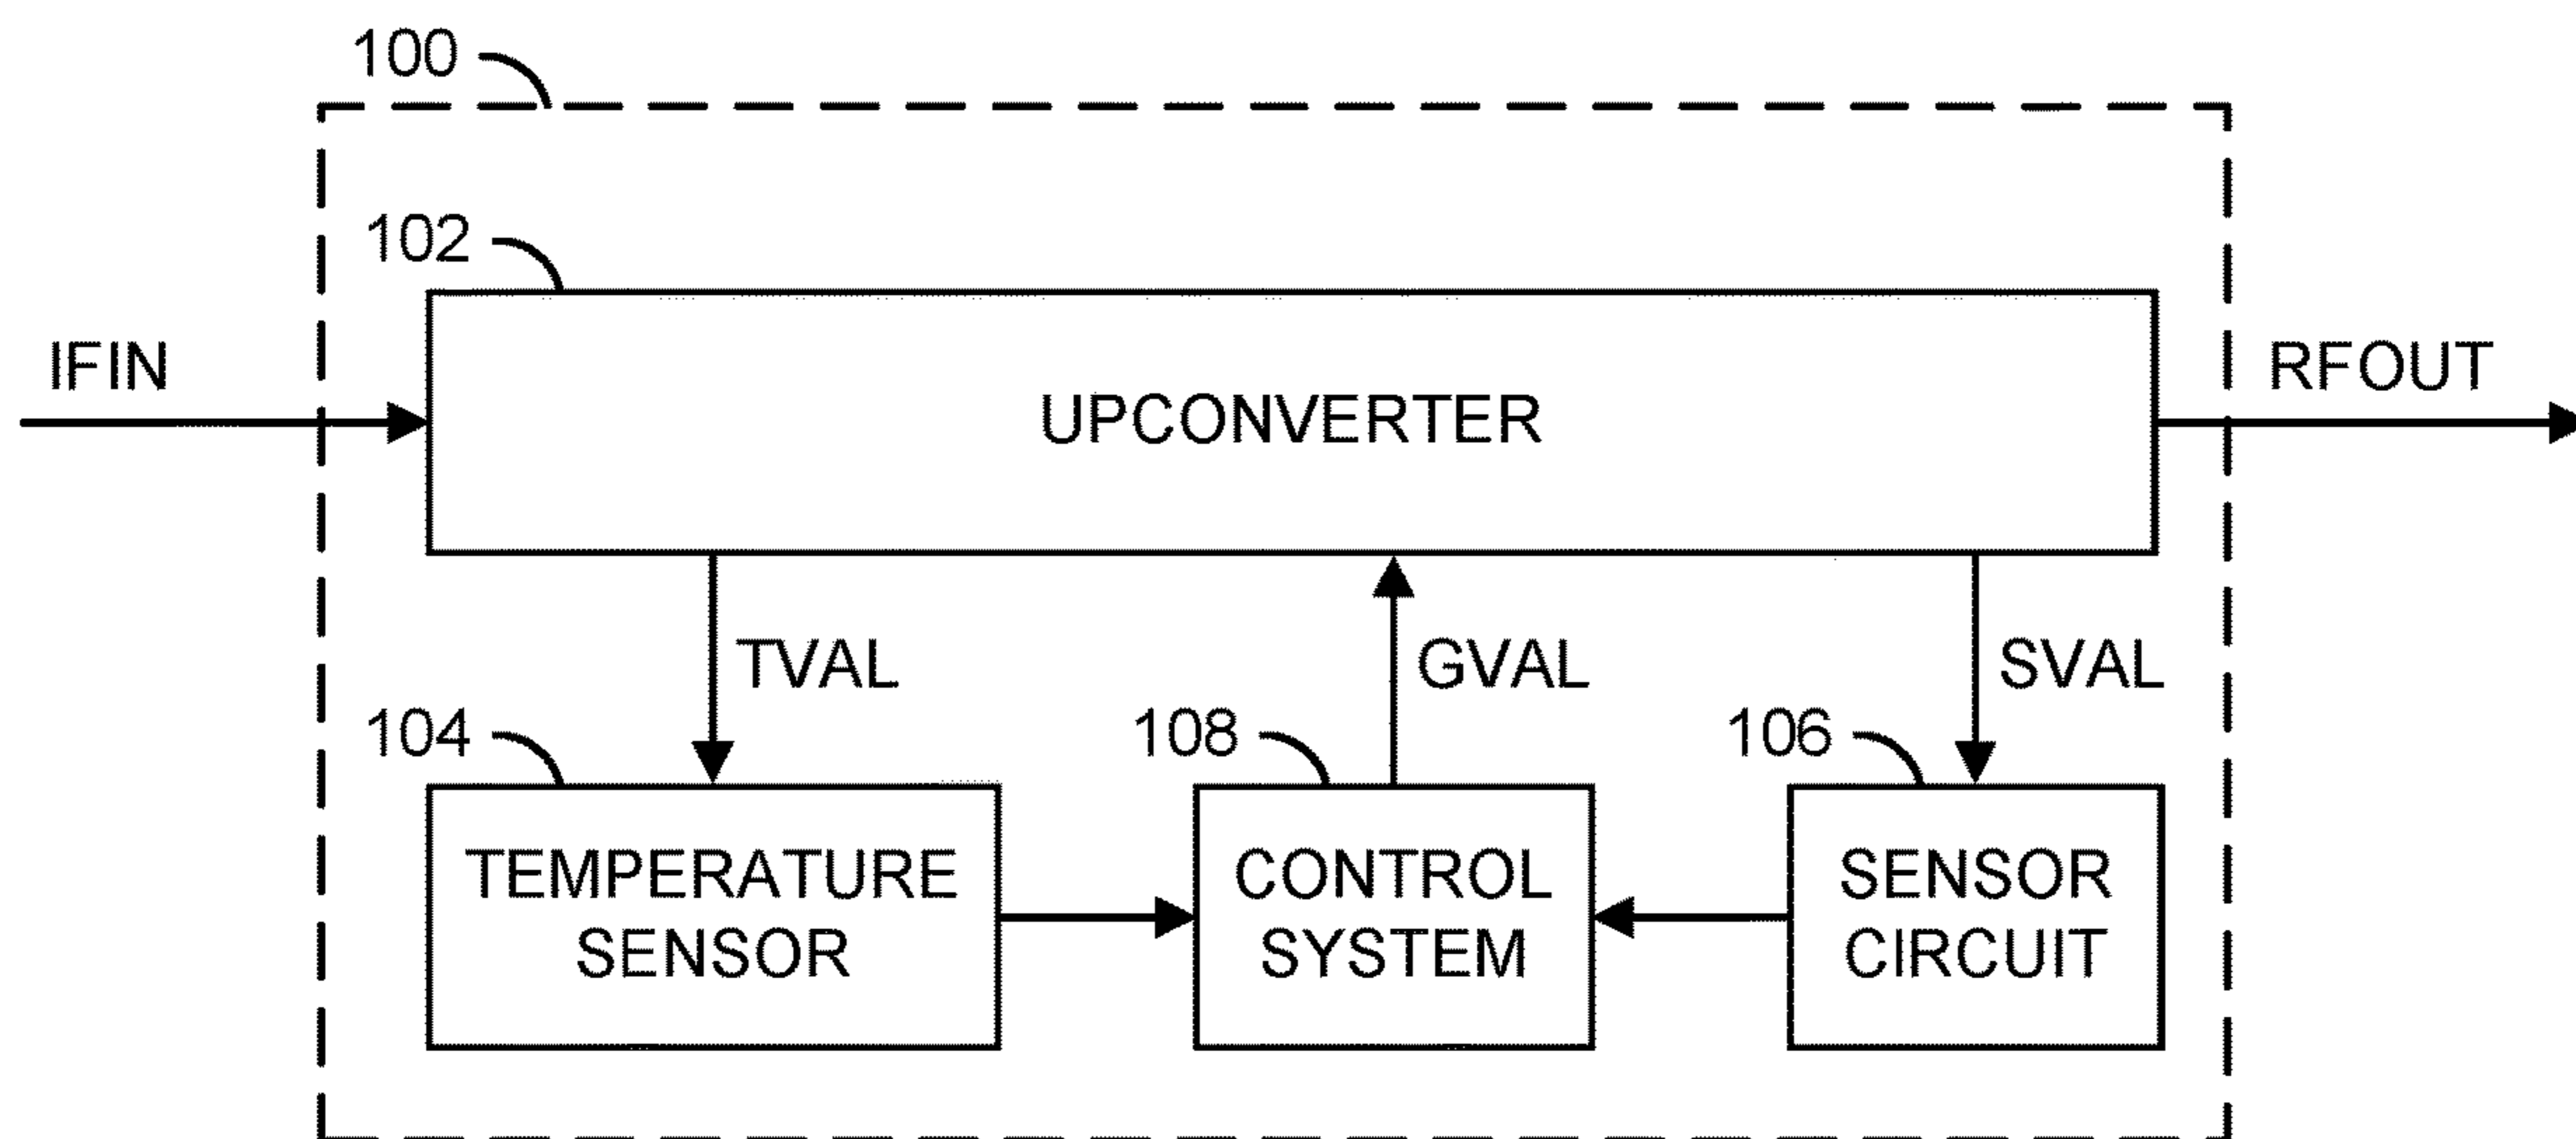 100
102
IFIN
RFOUT
UPCONVERTER
TVAL
GVAL
SVAL
104
108
106
TEMPERATURE
SENSOR
CONTROL
SYSTEM
SENSOR
CIRCUIT